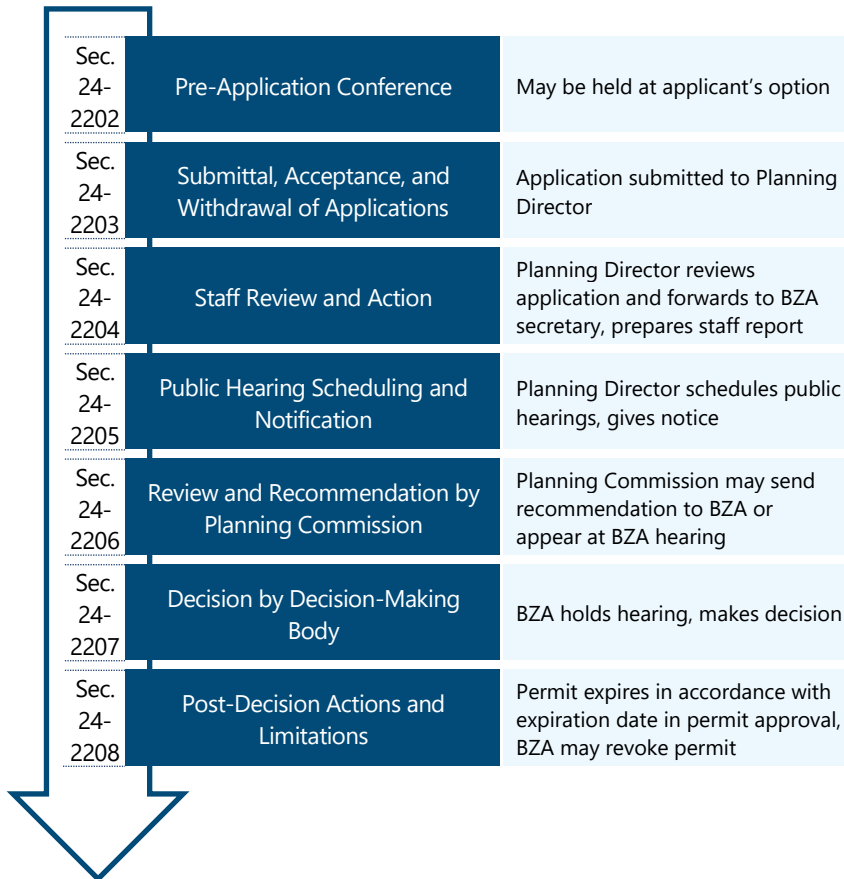 Sec.
24-
2202
Pre-Application Conference
May be held at applicant’s option
Sec.
24-
2203
Submittal, Acceptance, and
Withdrawal of Applications
Application submitted to Planning
Director
Sec.
24-
2204
Staff Review and Action
Planning Director reviews
application and forwards to BZA
secretary, prepares staff report
Sec.
24-
2205
Public Hearing Scheduling and
Notification
Planning Director schedules public
hearings, gives notice
Sec.
24-
2206
Review and Recommendation by
Planning Commission
Planning Commission may send
recommendation to BZA or
appear at BZA hearing
Sec.
24-
2207
Decision by Decision-Making
Body
BZA holds hearing, makes decision
Sec.
24-
2208
Post-Decision Actions and
Limitations
Permit expires in accordance with
expiration date in permit approval,
BZA may revoke permit